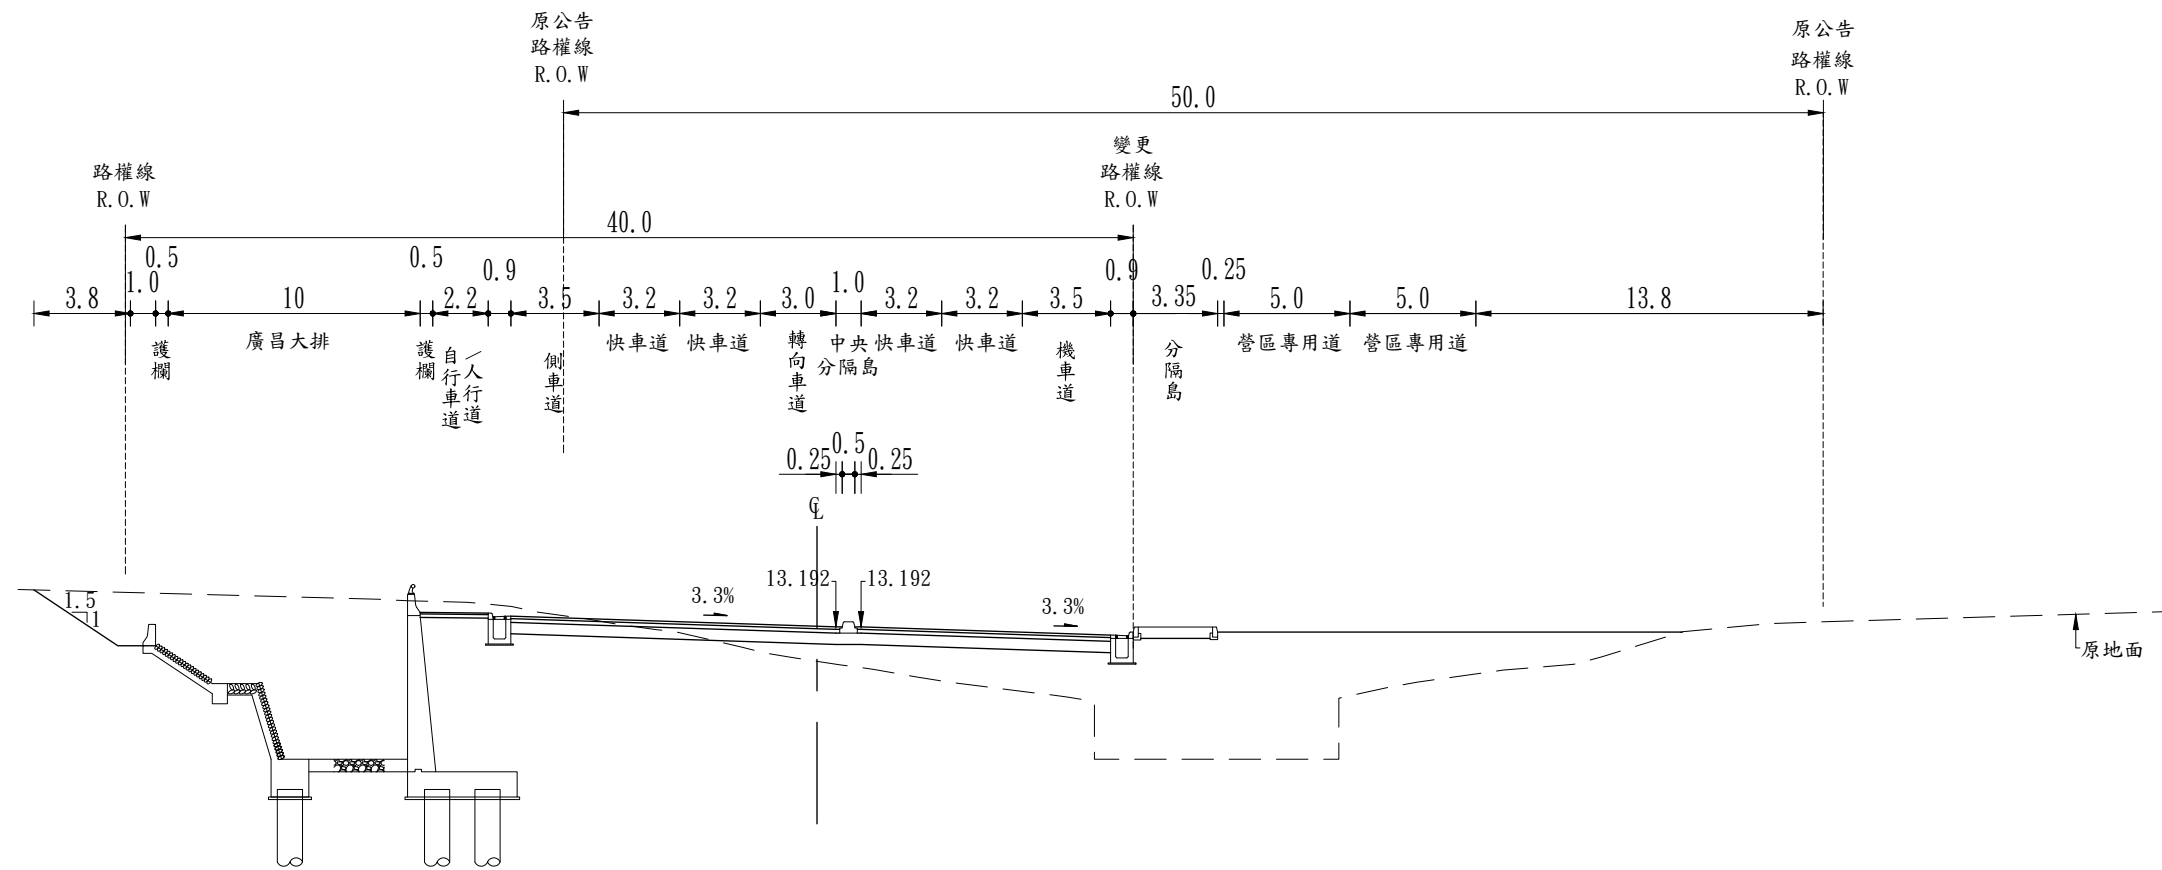 原公告
路權線
R.O.W
原公告
路權線
R.O.W
50.0
變更
路權線
R.O.W
路權線
R.O.W
40.0
3.8
1.0
0.5
10
0.5
2.2
0.9
3.5
3.2
3.2
3.0
1.0
3.2
3.2
3.5
0.9
3.35
0.25
5.0
5.0
13.8
護欄
廣昌大排
護欄
自行車道
／人行道
側車道
快車道
快車道
轉向車道
中央
分隔島
快車道
快車道
機車道
分隔島
營區專用道
營區專用道
0.25
0.5
0.25
℄
13.192
13.192
3.3%
3.3%
1.5
1
原地面